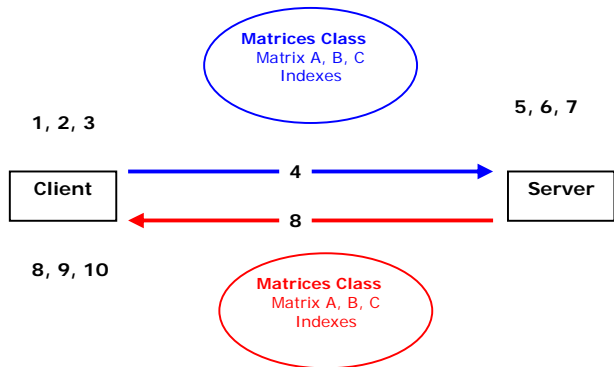 Matrices Class
Matrix A, B, C
Indexes
5, 6, 7
1, 2, 3
4
Client
Server
8
8, 9, 10
Matrices Class
Matrix A, B, C
Indexes